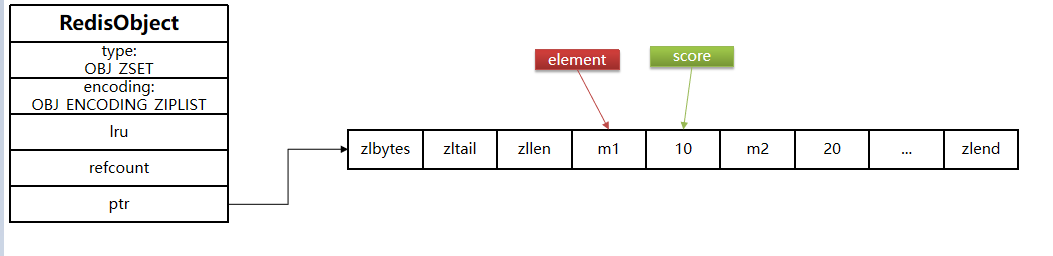 RedisObject
type:
OBJ_ZSET
encoding:
OBJ_ENCODING_ZIPLIST
lru
refcount
ptr
element
score
zlbytes
zltail
zllen
m1
10
m2
20
...
zlend